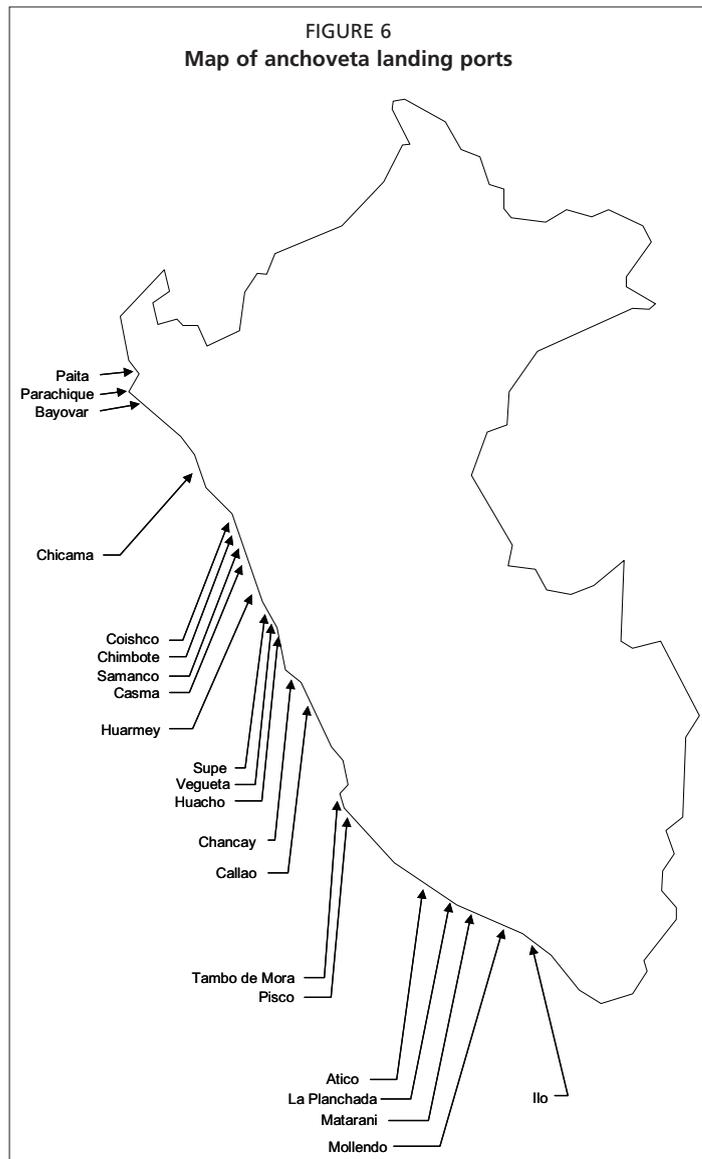 FIGURE 6
Map of anchoveta landing ports
Paita
Parachique
Bayovar
Chicama
Coishco
Chimbote
Samanco
Casma
Huarmey
Supe
Vegueta
Huacho
Chancay
Callao
Tambo de Mora
Pisco
Atico
La Planchada
Ilo
Matarani
Mollendo